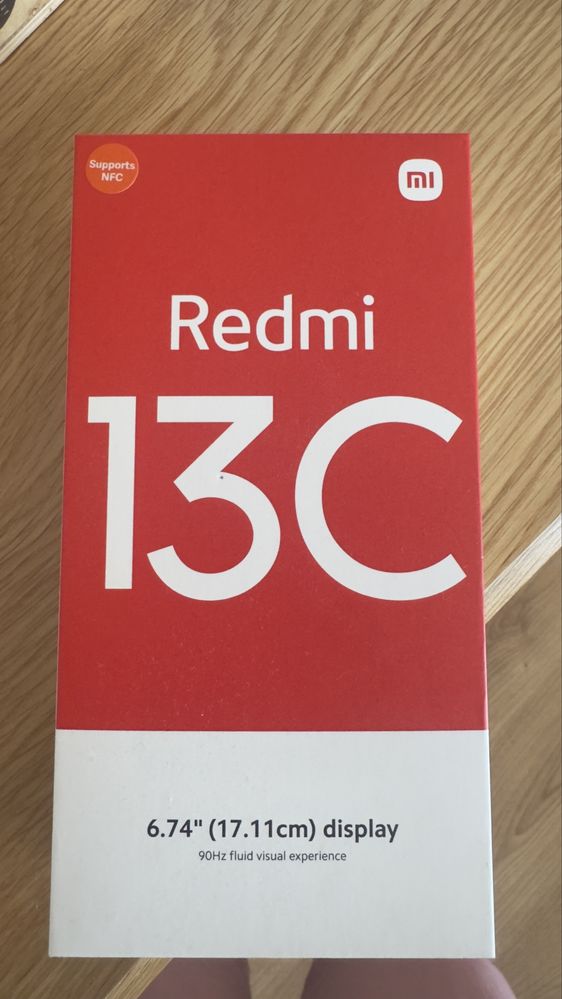 Supports
NFC
mi
Redmi
13C
6.74" (17.11cm) display
90Hz fluid visual experience